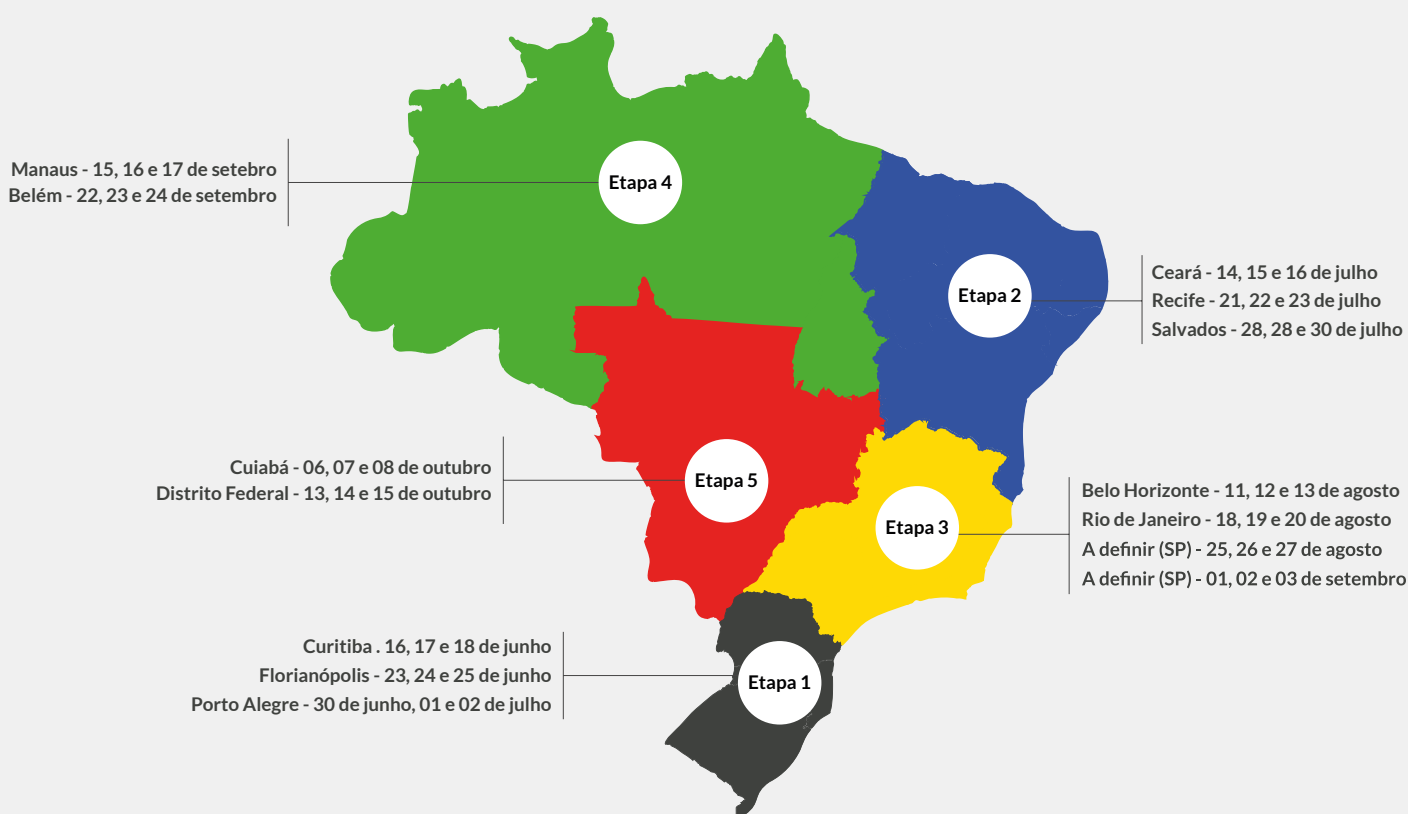 Manaus - 15, 16 e 17 de setebro
Belém - 22, 23 e 24 de setembro
Etapa 4
Etapa 2
Ceará - 14, 15 e 16 de julho
Recife - 21, 22 e 23 de julho
Salvados - 28, 28 e 30 de julho
Cuiabá - 06, 07 e 08 de outubro
Distrito Federal - 13, 14 e 15 de outubro
Etapa 5
Etapa 3
Belo Horizonte - 11, 12 e 13 de agosto
Rio de Janeiro - 18, 19 e 20 de agosto
A definir (SP) - 25, 26 e 27 de agosto
A definir (SP) - 01, 02 e 03 de setembro
Curitiba . 16, 17 e 18 de junho
Florianópolis - 23, 24 e 25 de junho
Porto Alegre - 30 de junho, 01 e 02 de julho
Etapa 1